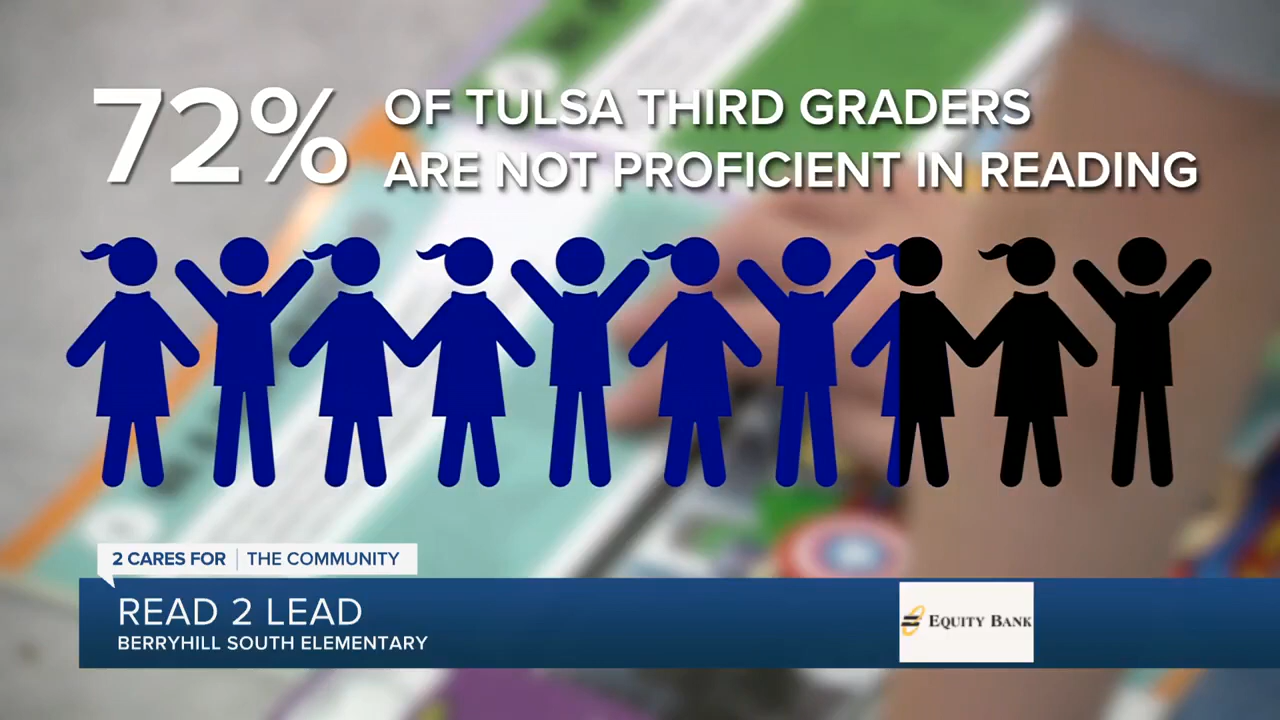 72% OF TULSA THIRD GRADERS
ARE NOT PROFICIENT IN READING
2 CARES FOR | THE COMMUNITY
READ 2 LEAD
BERRYHILL SOUTH ELEMENTARY
EQUITY BANK